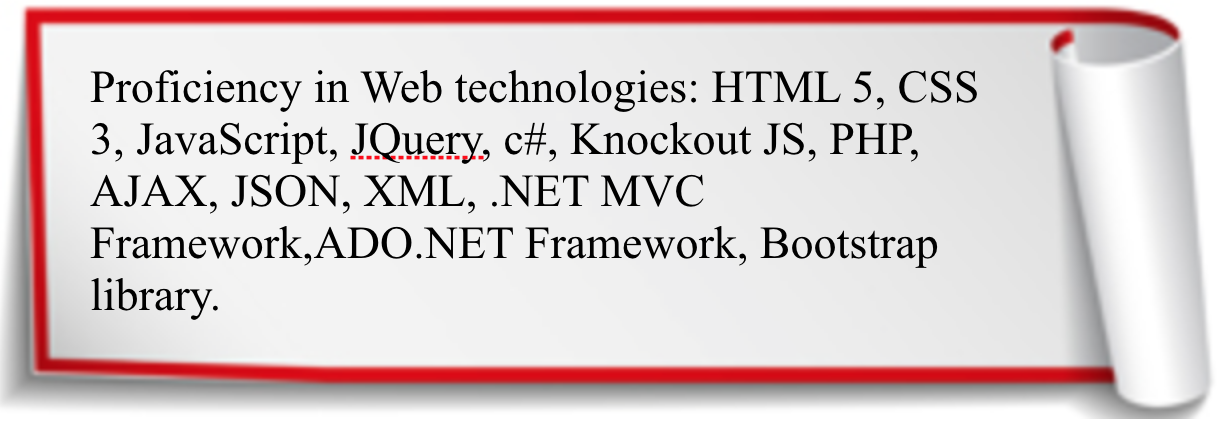 Proficiency in Web technologies: HTML 5, CSS
3, JavaScript, JQuery, c#, Knockout JS, PHP,
AJAX, JSON, XML, .NET MVC
Framework,ADO.NET Framework, Bootstrap
library.